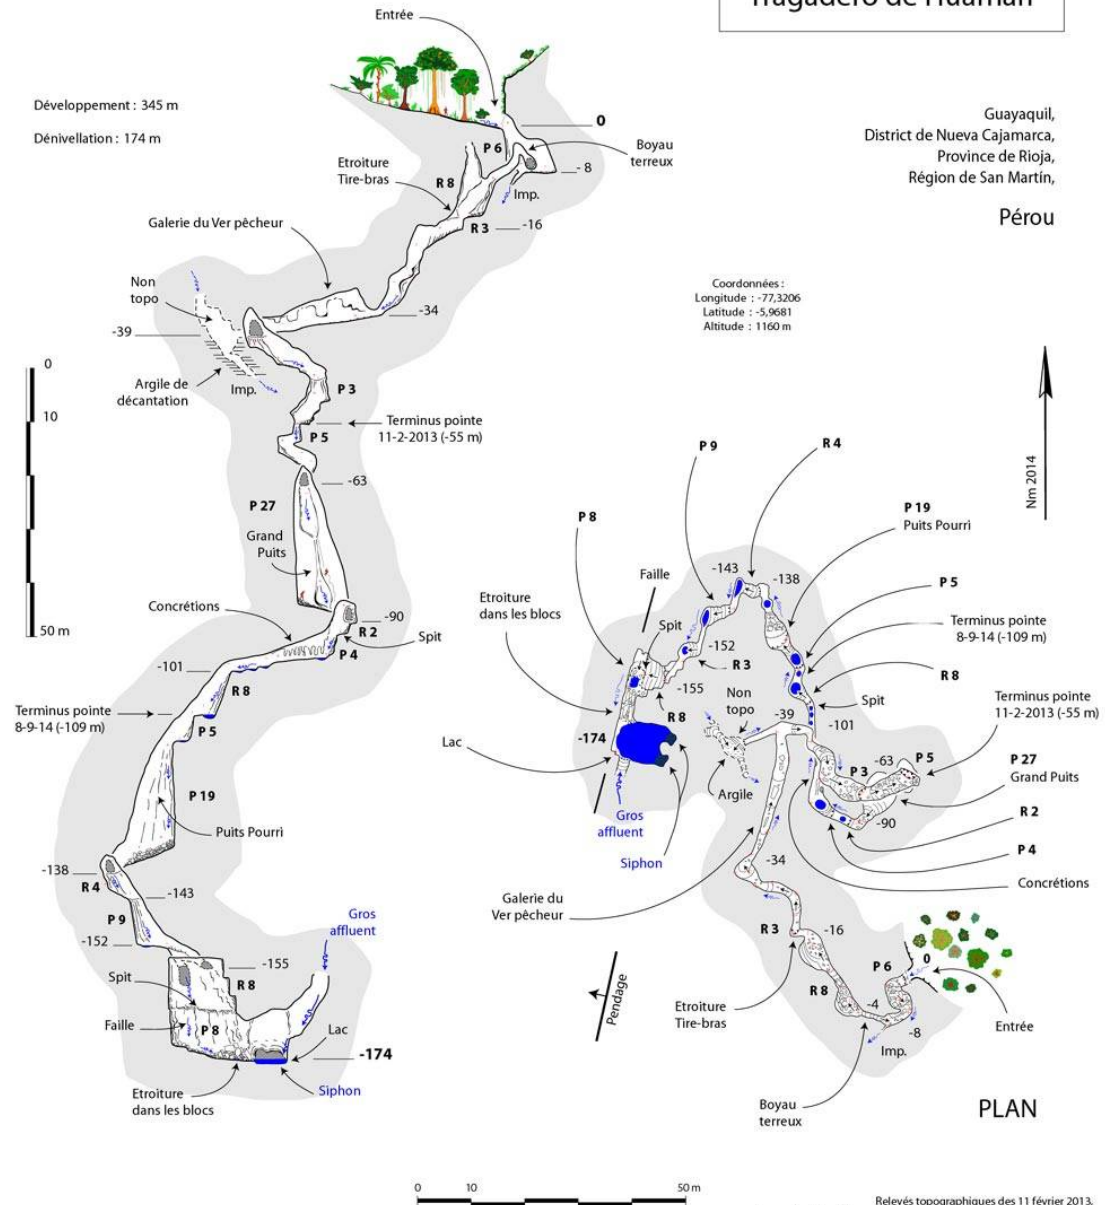 Tragadero de Huamán
Entrée
Développement : 345 m
Dénivellation : 174 m
0
P 6
Boyau
terreux
Etroiture
Tire-bras
- 8
R 8
Imp.
R 3
-16
Galerie du Ver pêcheur
Guayaquil,
District de Nueva Cajamarca,
Province de Rioja,
Région de San Martín,
Pérou
Non
topo
-34
-39
Coordonnées :
Longitude : -77,3206
Latitude : -5,9681
Altitude : 1160 m
0
10
50 m
Argile de
décantation
Imp.
P 3
Terminus pointe
11-2-2013 (-55 m)
P 5
-63
P 27
Grand
Puits
Concrétions
-90
R 2
Spit
P 4
-101
R 8
Terminus pointe
8-9-14 (-109 m)
P 5
P 19
Puits Pourri
-138
R 4
-143
P 9
-152
-155
Spit
R 8
Faille
P 8
Gros
affluent
Lac
-174
Siphon
Etroiture
dans les blocs
Nm 2014
P 9
R 4
P 19
Puits Pourri
P 8
-143
-138
Faille
P 5
Etroiture
dans les blocs
Spit
Terminus pointe
8-9-14 (-109 m)
-152
R 3
R 8
-155
Spit
Non
topo
Terminus pointe
11-2-2013 (-55 m)
R 8
-39
-101
-174
Lac
P 3
-63
P 5
P 27
Grand Puits
Argile
Gros
affluent
-90
R 2
Siphon
P 4
-34
Concrétions
Galerie du
Ver pêcheur
R 3
-16
P 6
0
R 8
-4
Pendage
Etroiture
Tire-bras
-8
Entrée
Imp.
Boyau
terreux
PLAN
0
10
50 m
Relevés topographiques des 11 février 2013,